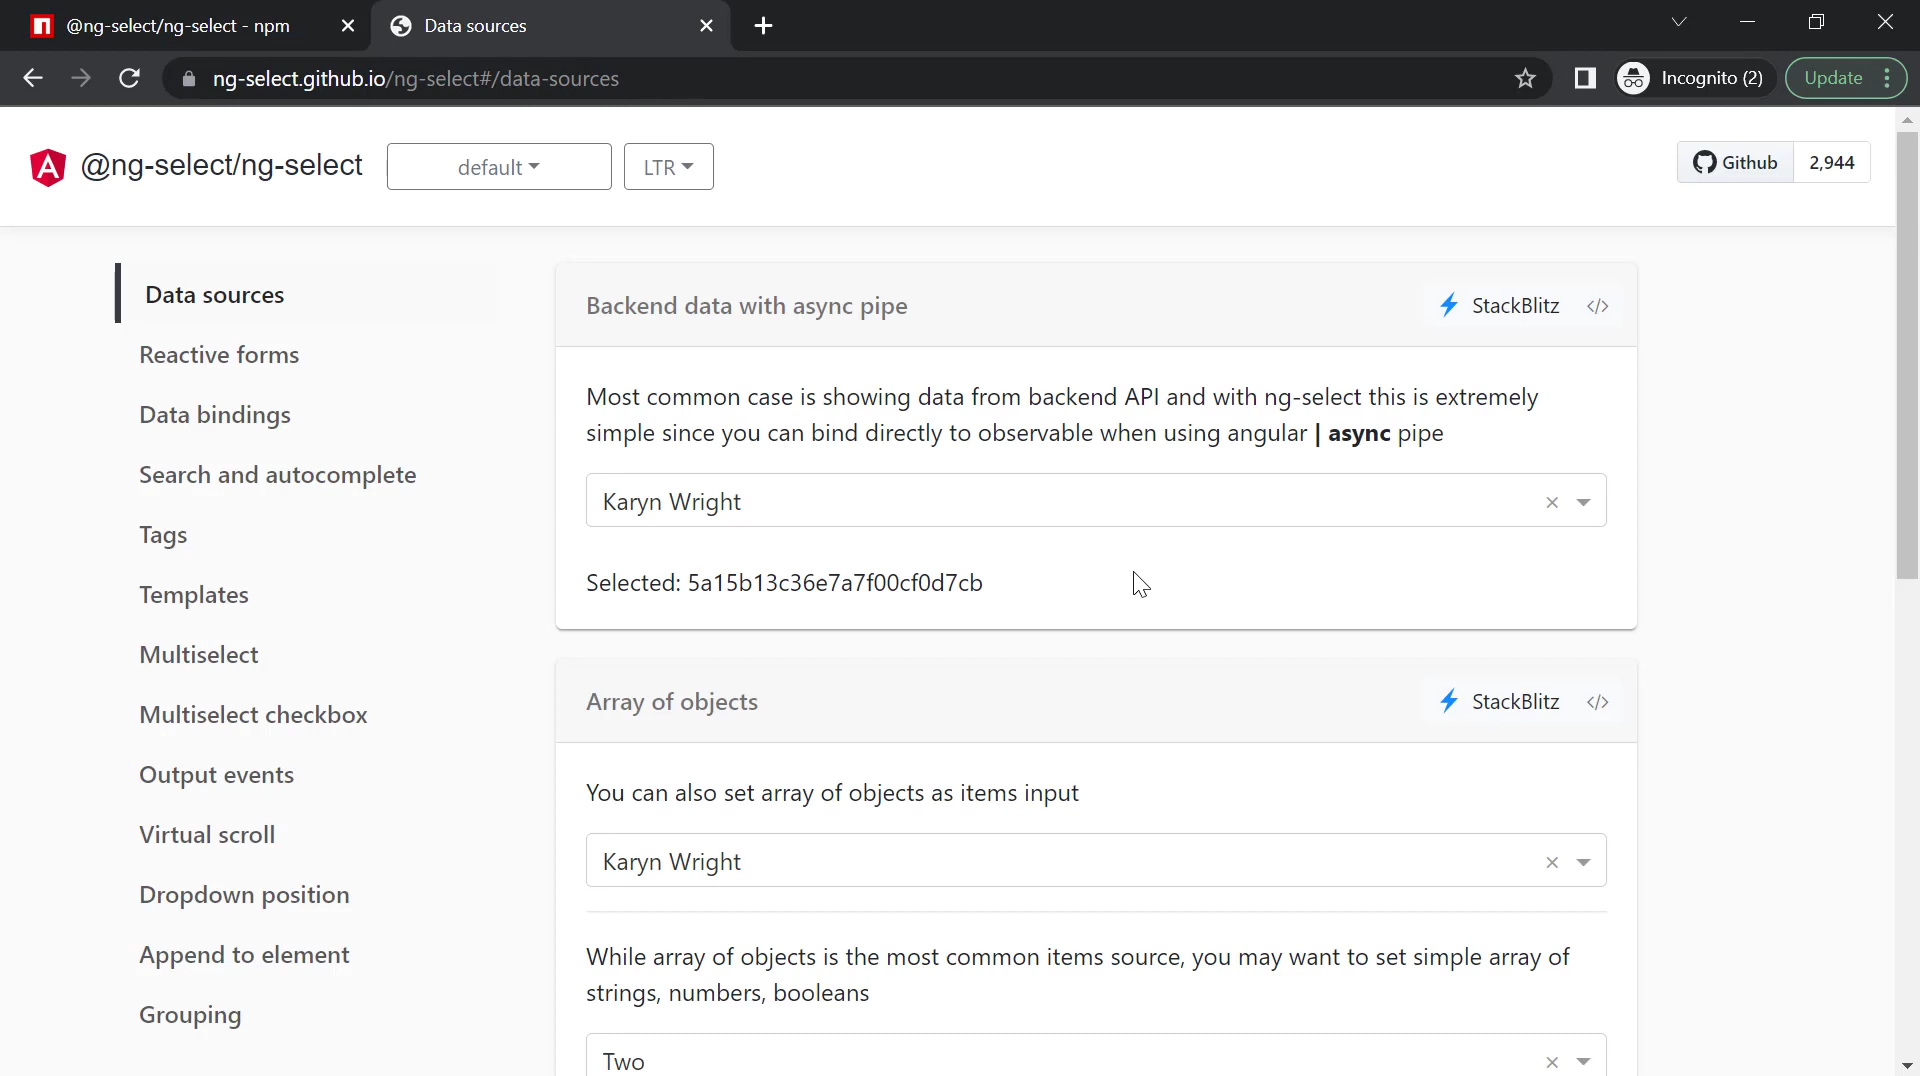 @ng-select/ng-select - npm
Data sources
ng-select.github.io/ng-select#/data-sources
Incognito (2)
Update
@ng-select/ng-select
default
LTR
Github
2,944
Data sources
Reactive forms
Data bindings
Search and autocomplete
Tags
Templates
Multiselect
Multiselect checkbox
Output events
Virtual scroll
Dropdown position
Append to element
Grouping
Backend data with async pipe
StackBlitz </>
Most common case is showing data from backend API and with ng-select this is extremely
simple since you can bind directly to observable when using angular | async pipe
Karyn Wright
Selected: 5a15b13c36e7a7f00cf0d7cb
Array of objects
StackBlitz </>
You can also set array of objects as items input
Karyn Wright
While array of objects is the most common items source, you may want to set simple array of
strings, numbers, booleans
Two